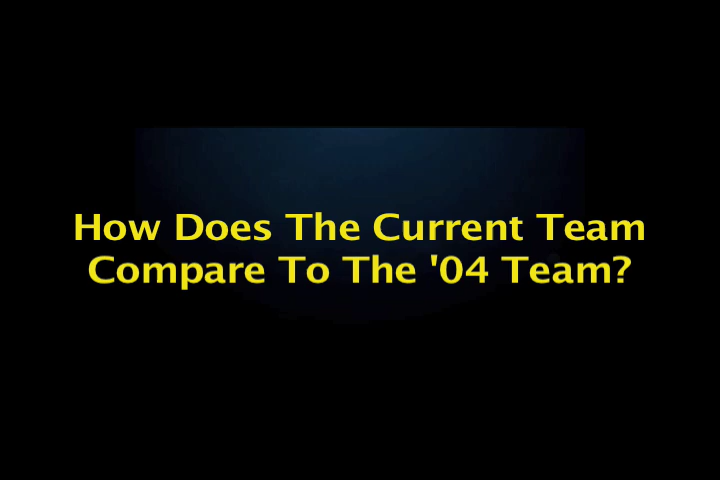 How Does The Current Team
Compare To The '04 Team?